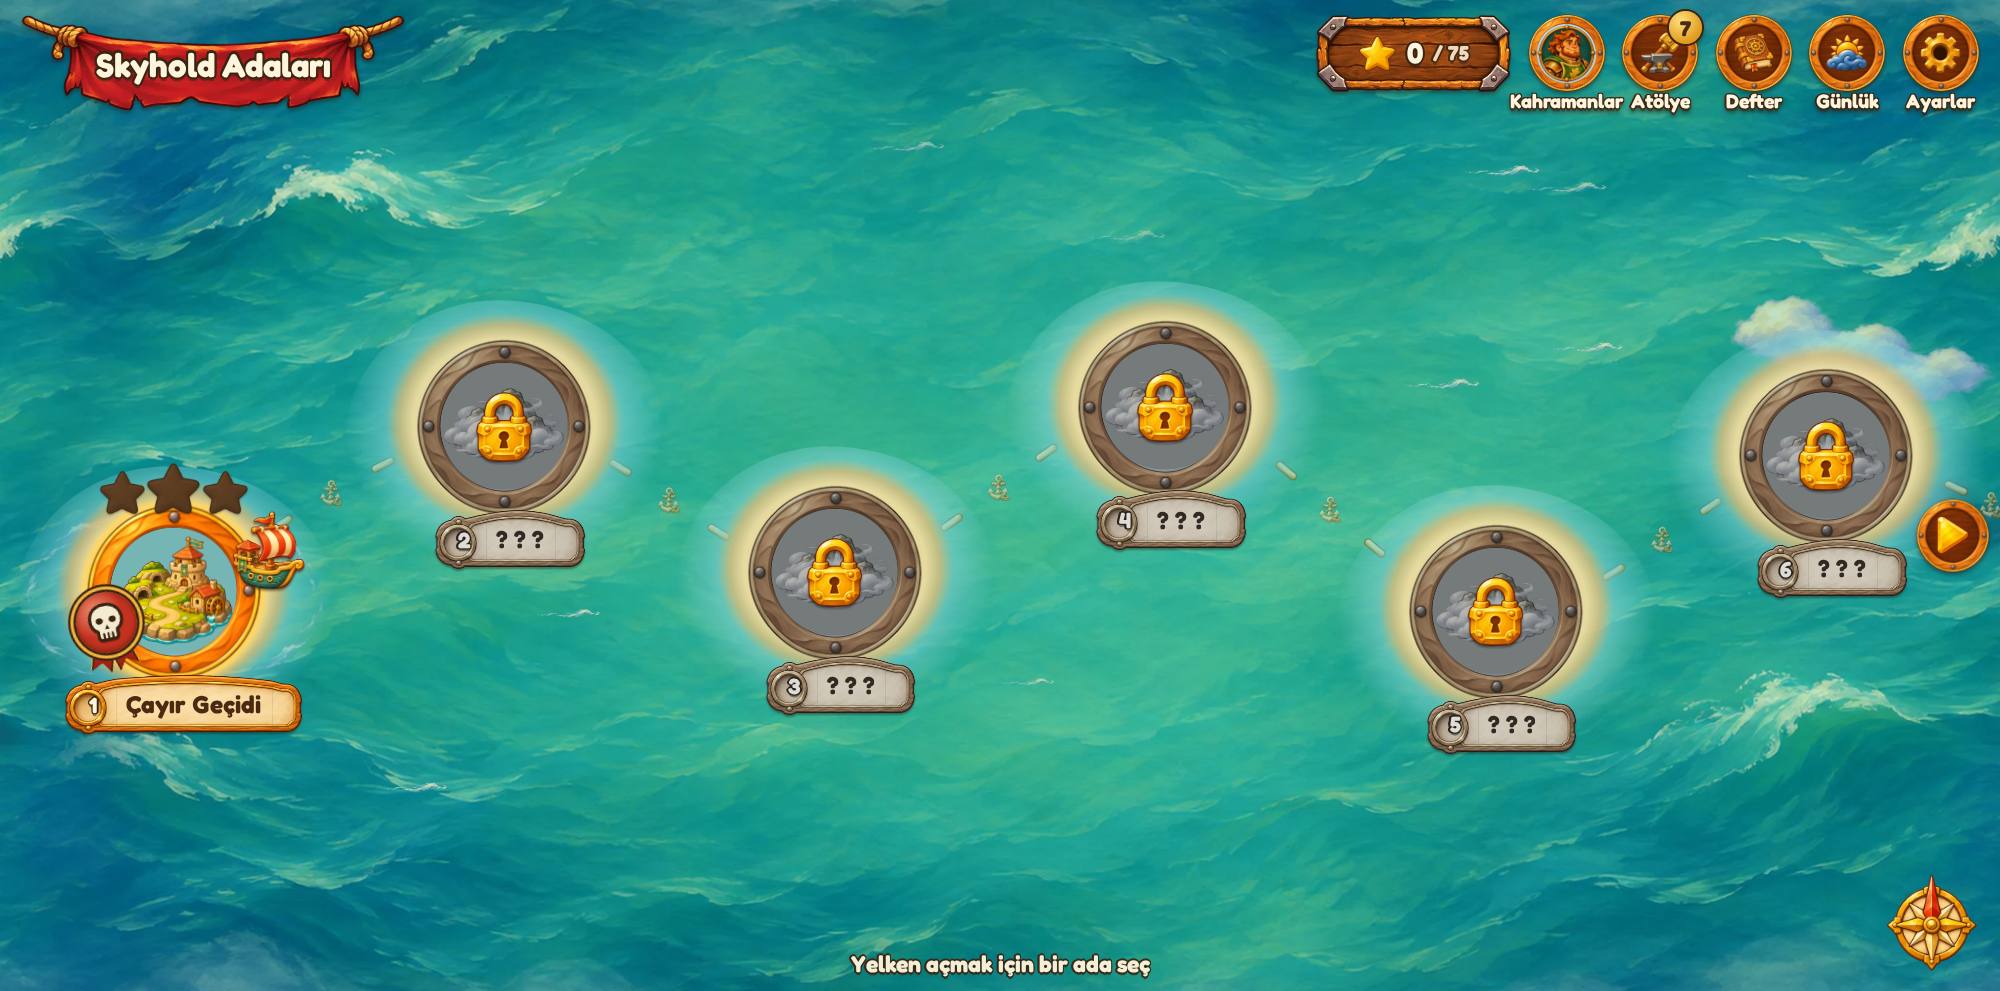 Skyhold Adaları
0 / 75
7
Kahramanlar
Atölye
Defter
Günlük
Ayarlar
1 Çayır Geçidi
2 ???
3 ???
4 ???
5 ???
6 ???
Yelken açmak için bir ada seç